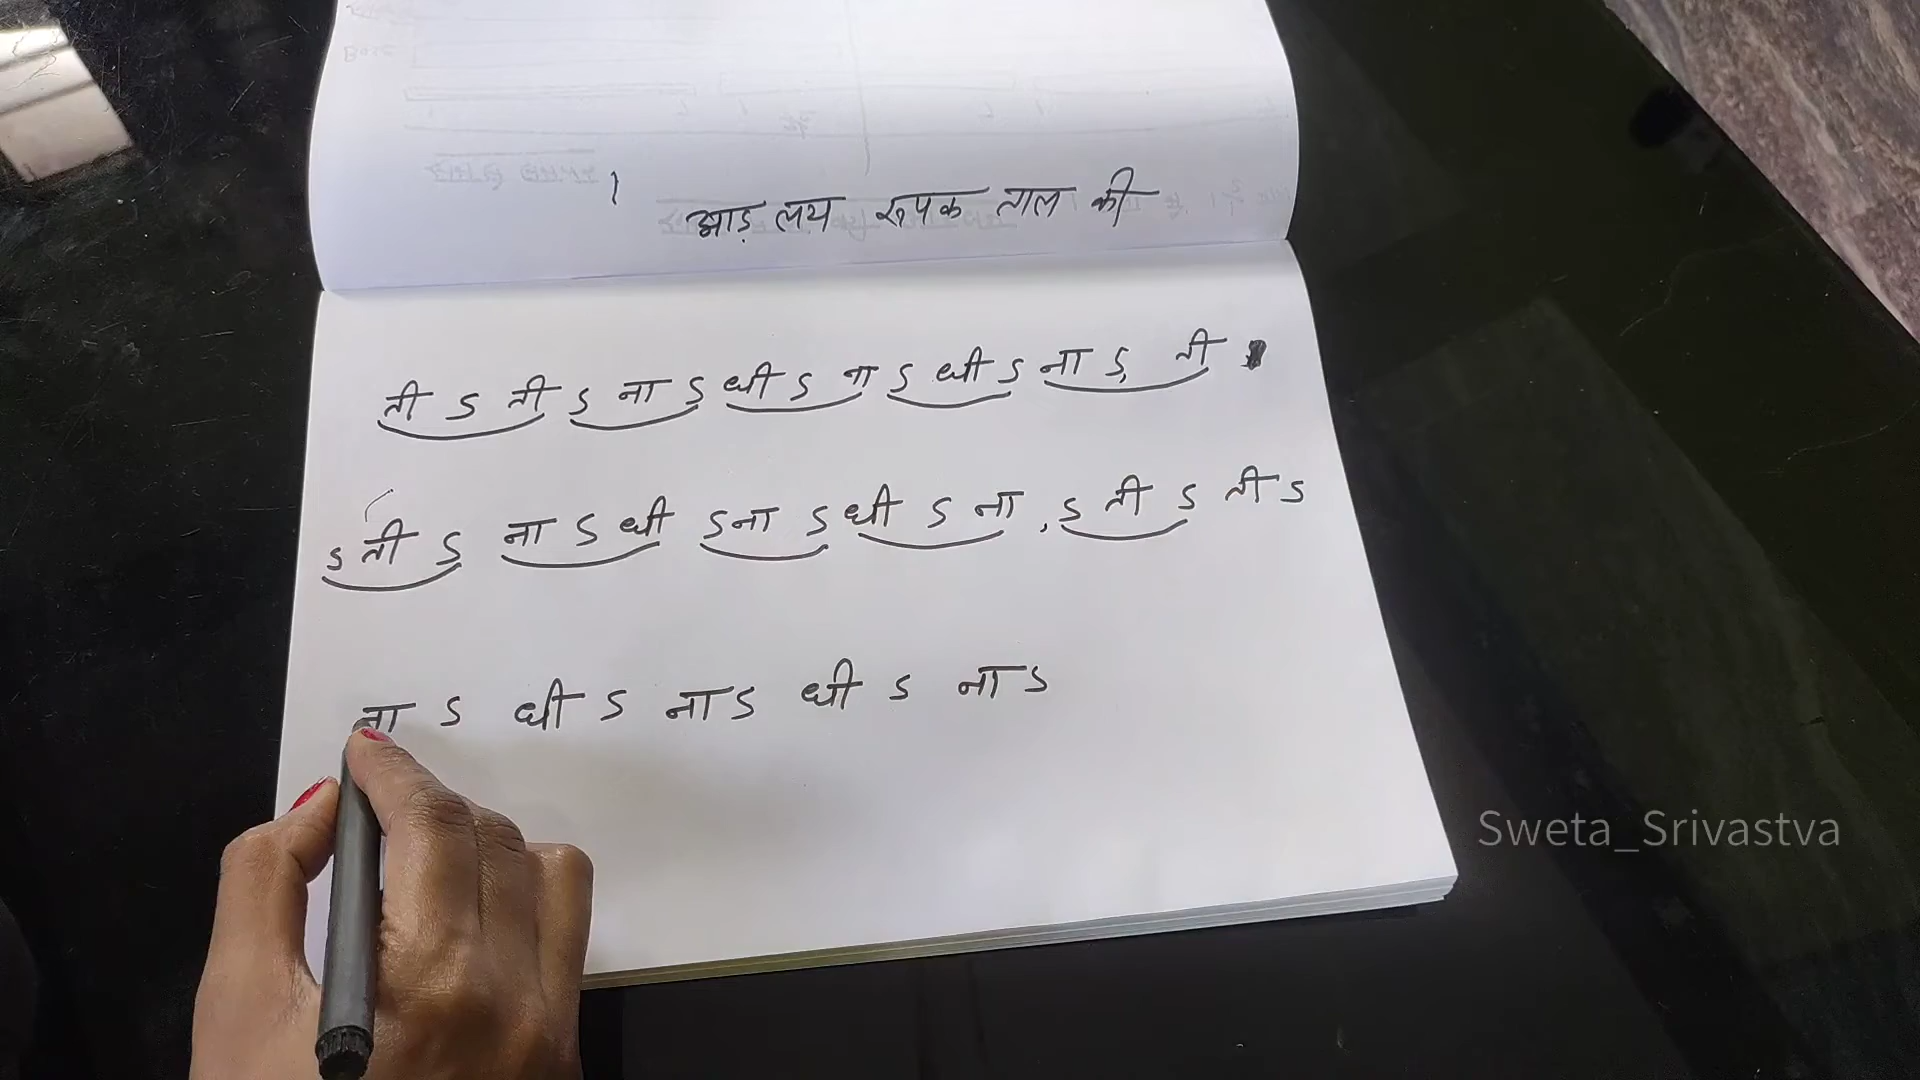 आड़ लय रूपक ताल की
ती ऽ ती ऽ ना ऽ धी ऽ ना ऽ धी ऽ ना ऽ, ती
ऽ ती ऽ ना ऽ धी ऽ ना ऽ धी ऽ ना, ऽ ती ऽ ती ऽ
ना ऽ धी ऽ ना ऽ धी ऽ ना ऽ
Sweta_Srivastva